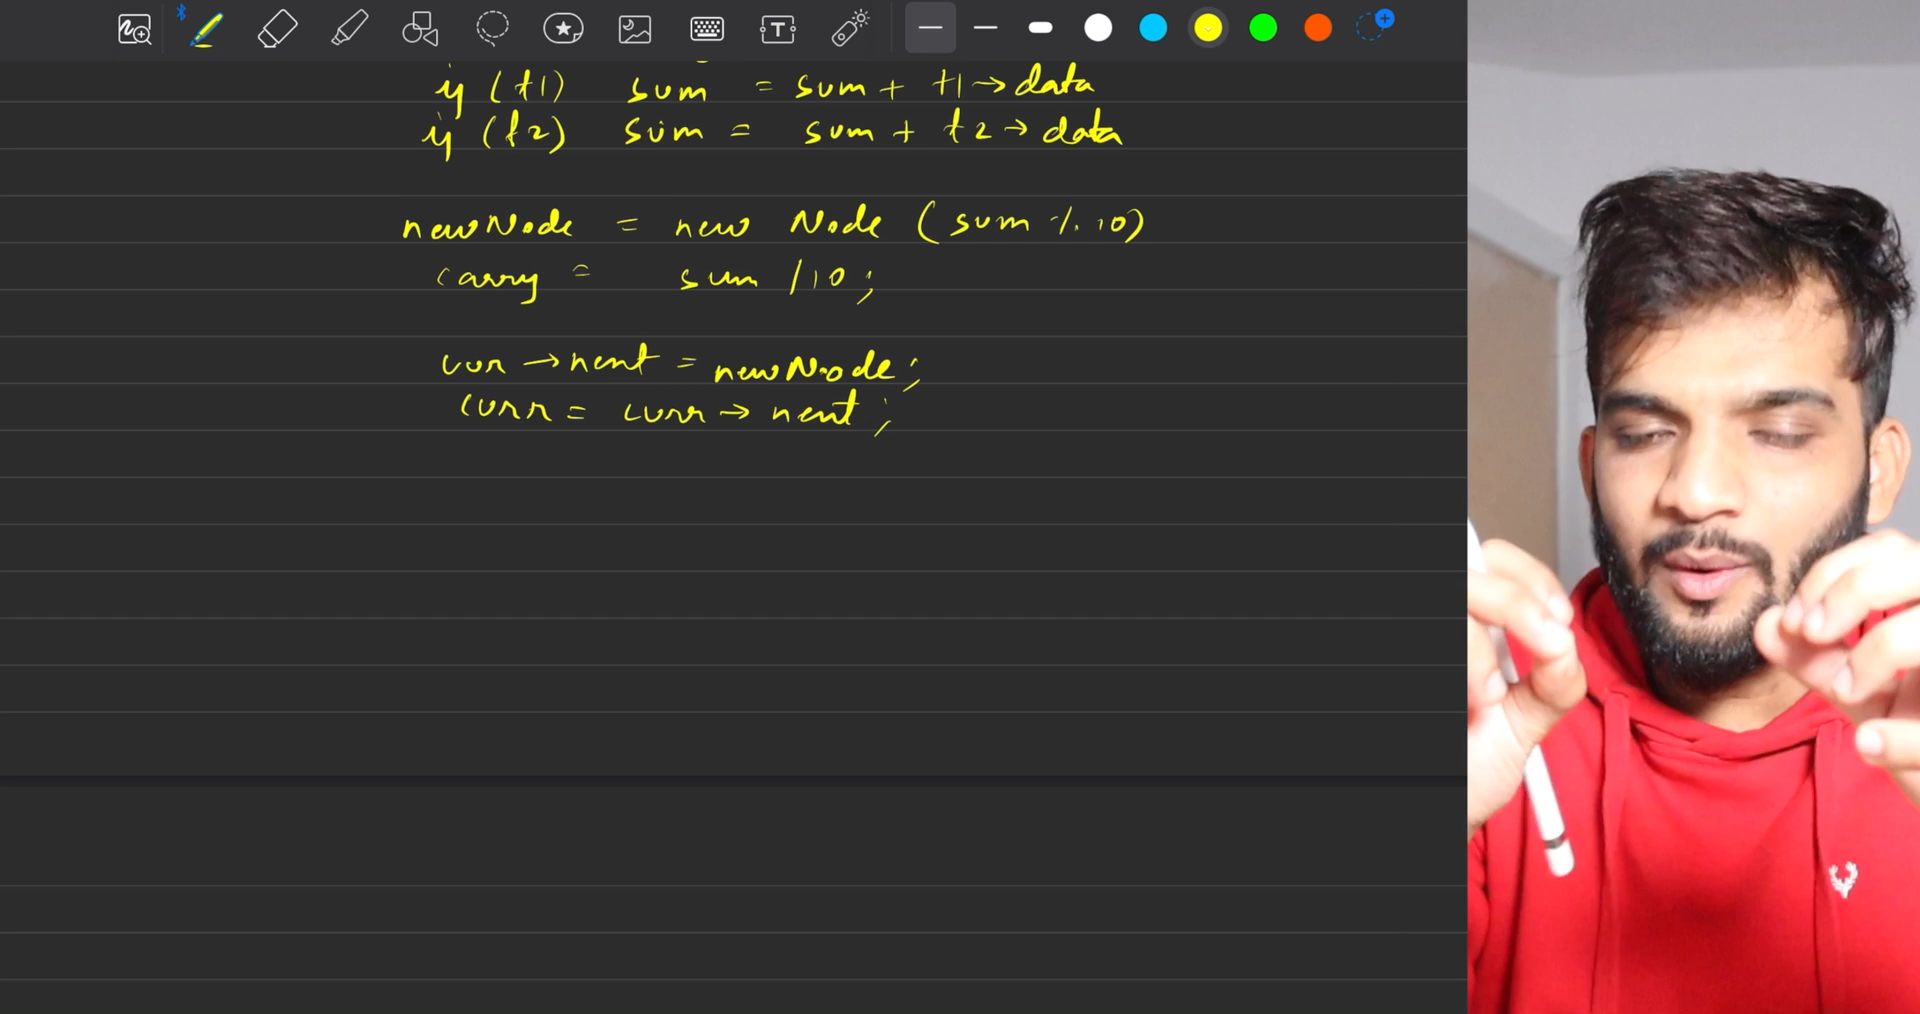 if (t1) sum = sum + t1→data
if (t2) sum = sum + t2→data
newNode = new Node (sum % 10)
carry = sum /10;
cur→next = newNode;
curr = curr→next;